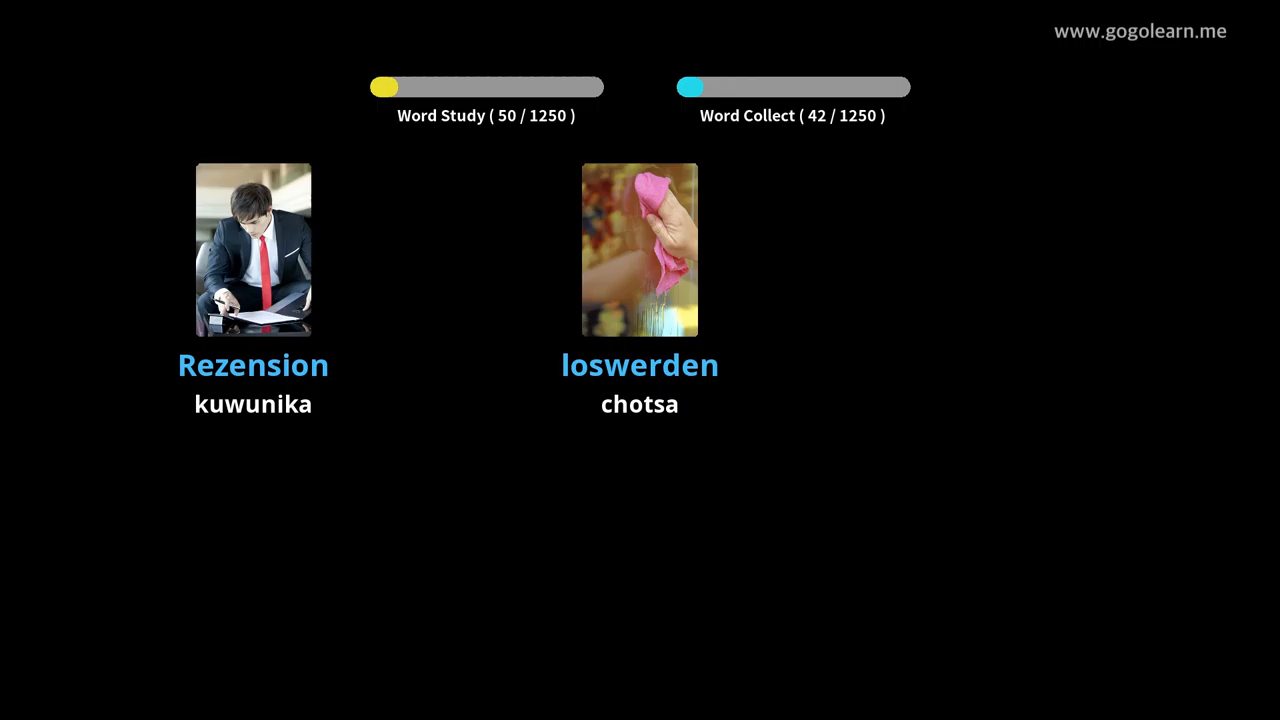 www.gogolearn.me
Word Study ( 50 / 1250 )
Word Collect ( 42 / 1250 )
Rezension
kuwunika
loswerden
chotsa